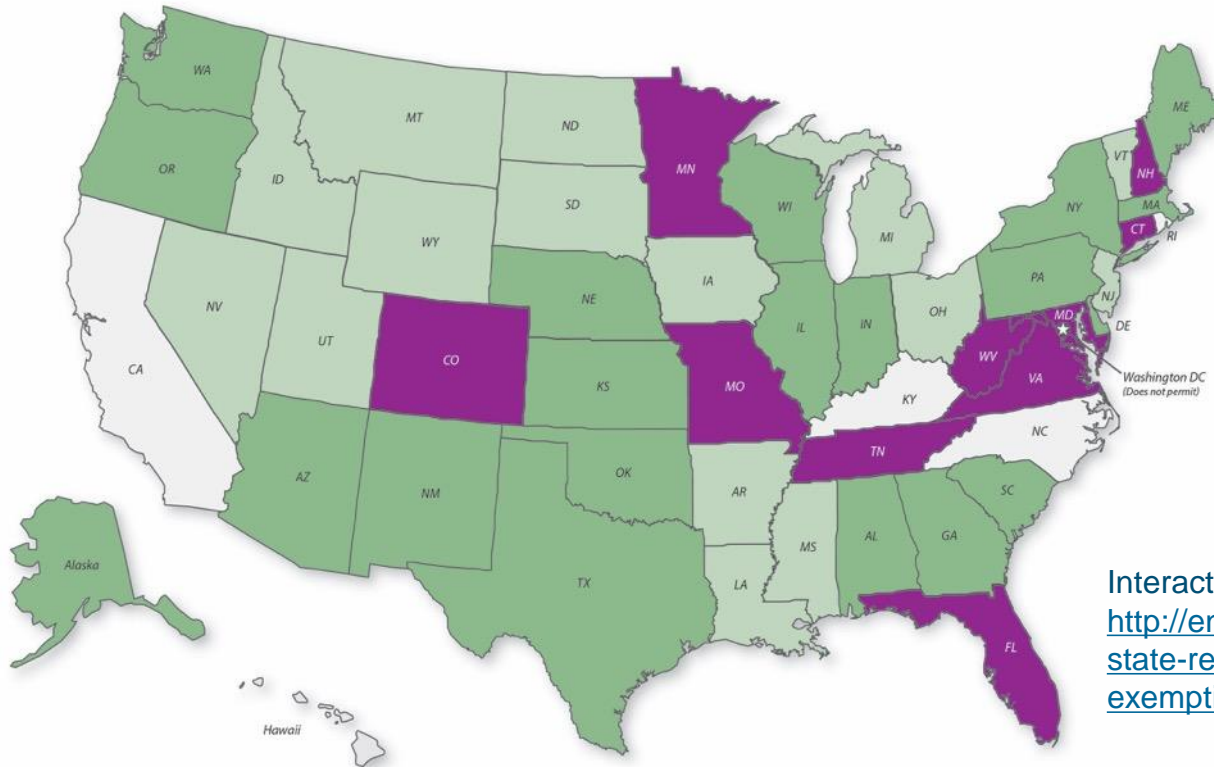 WA
MT
ND
MN
ME
VT
NH
OR
ID
SD
WI
NY
MA
CT
RI
WY
MI
IA
PA
NE
NJ
NV
OH
MD
DE
UT
IL
IN
CO
WV
CA
VA
KS
MO
Washington DC
(Does not permit)
KY
NC
TN
OK
AZ
NM
AR
SC
MS
AL
GA
TX
LA
Alaska
FL
Hawaii
Interact
http://en
state-re
exempt